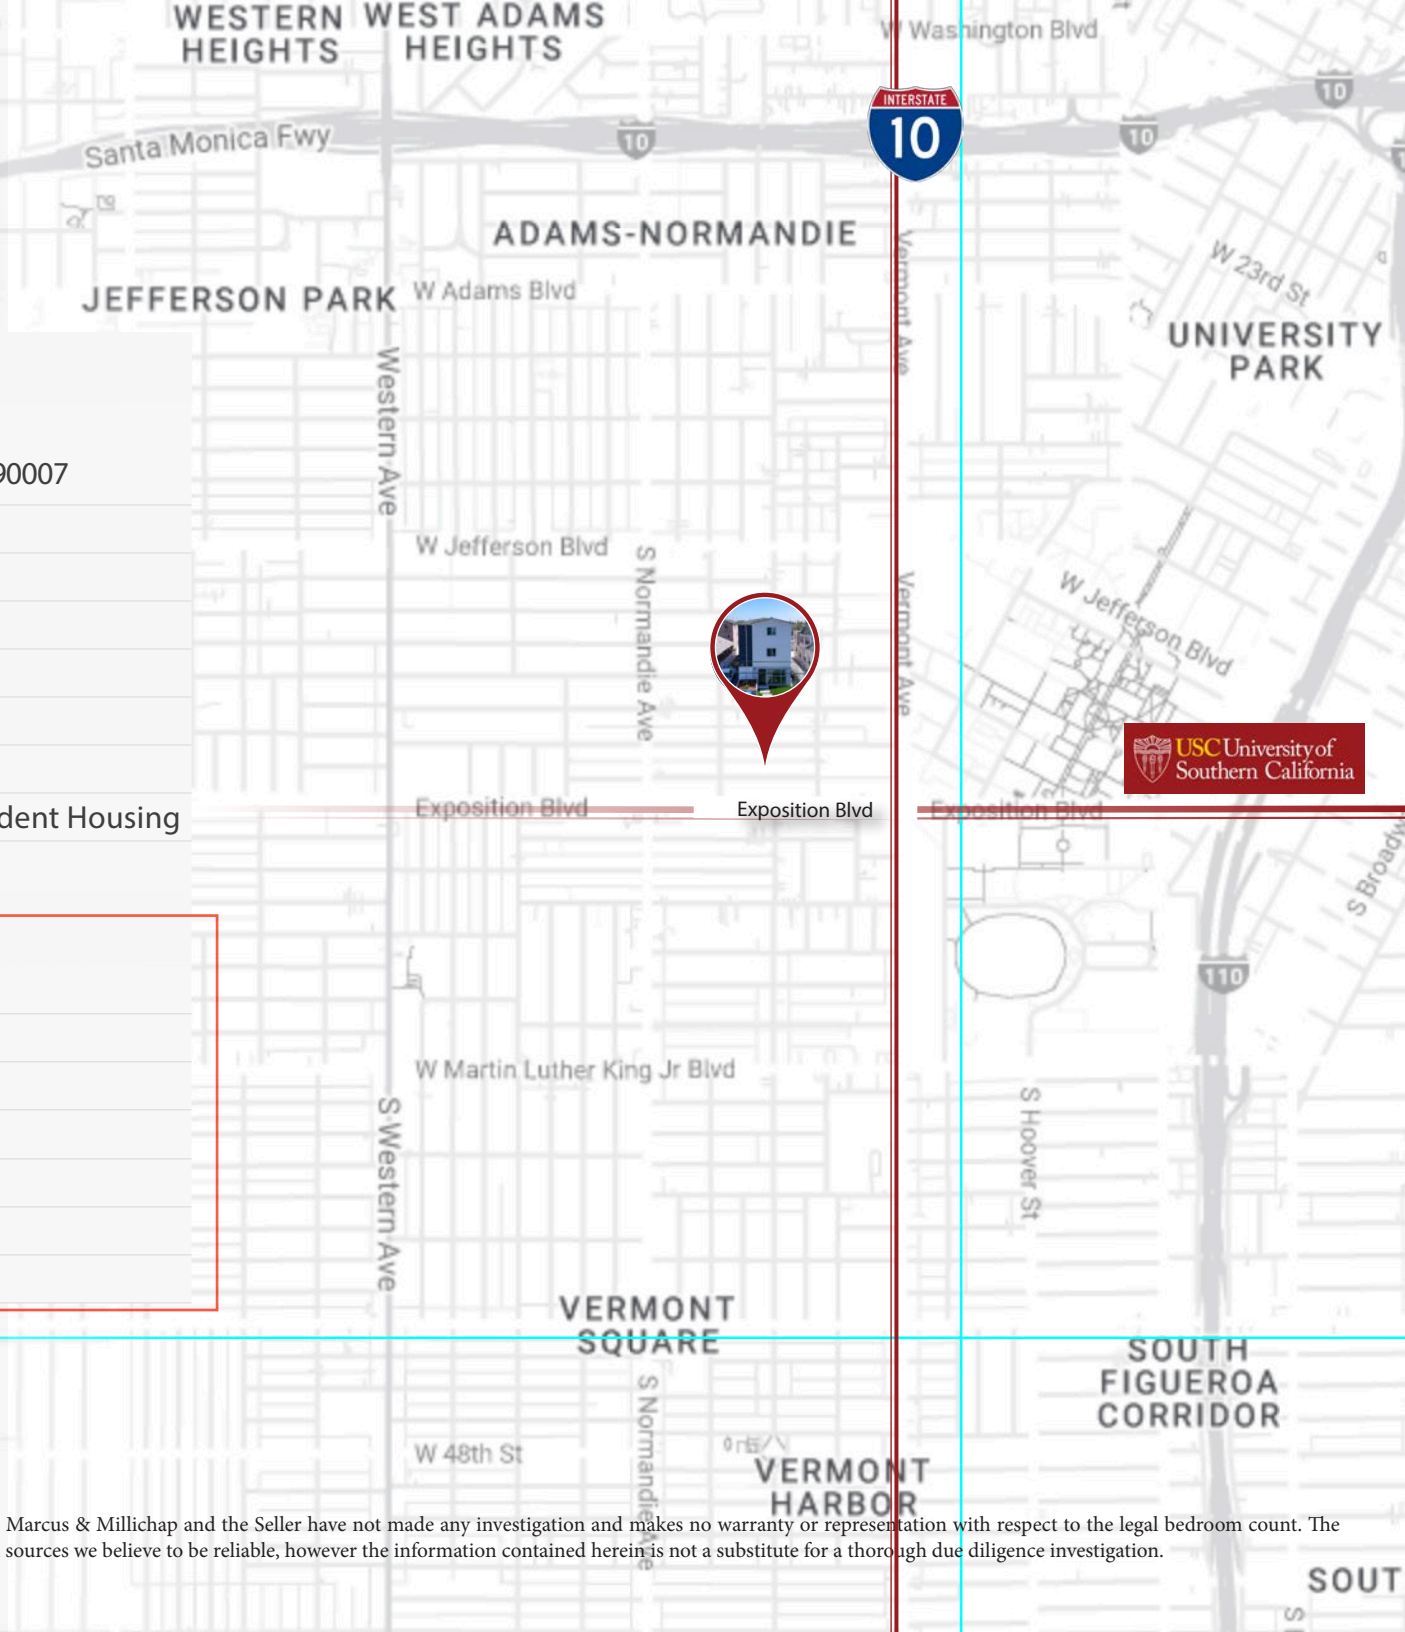 WESTERN
HEIGHTS
WEST ADAMS
HEIGHTS
W Washington Blvd
INTERSTATE
10
10
10
10
Santa Monica Fwy
ADAMS-NORMANDIE
Vermont Ave
W 23rd St
JEFFERSON PARK
W Adams Blvd
UNIVERSITY
PARK
Western Ave
90007
W Jefferson Blvd
S Normandie Ave
Vermont Ave
W Jefferson Blvd
USC University of
Southern California
dent Housing
Exposition Blvd
Exposition Blvd
Exposition Blvd
S Broadw
110
W Martin Luther King Jr Blvd
S Western Ave
S Hoover St
VERMONT
SQUARE
SOUTH
FIGUEROA
CORRIDOR
S Normandie Ave
W 48th St
VERMONT
HARBOR
Marcus & Millichap and the Seller have not made any investigation and makes no warranty or representation with respect to the legal bedroom count. The
sources we believe to be reliable, however the information contained herein is not a substitute for a thorough due diligence investigation.
SOUT
S